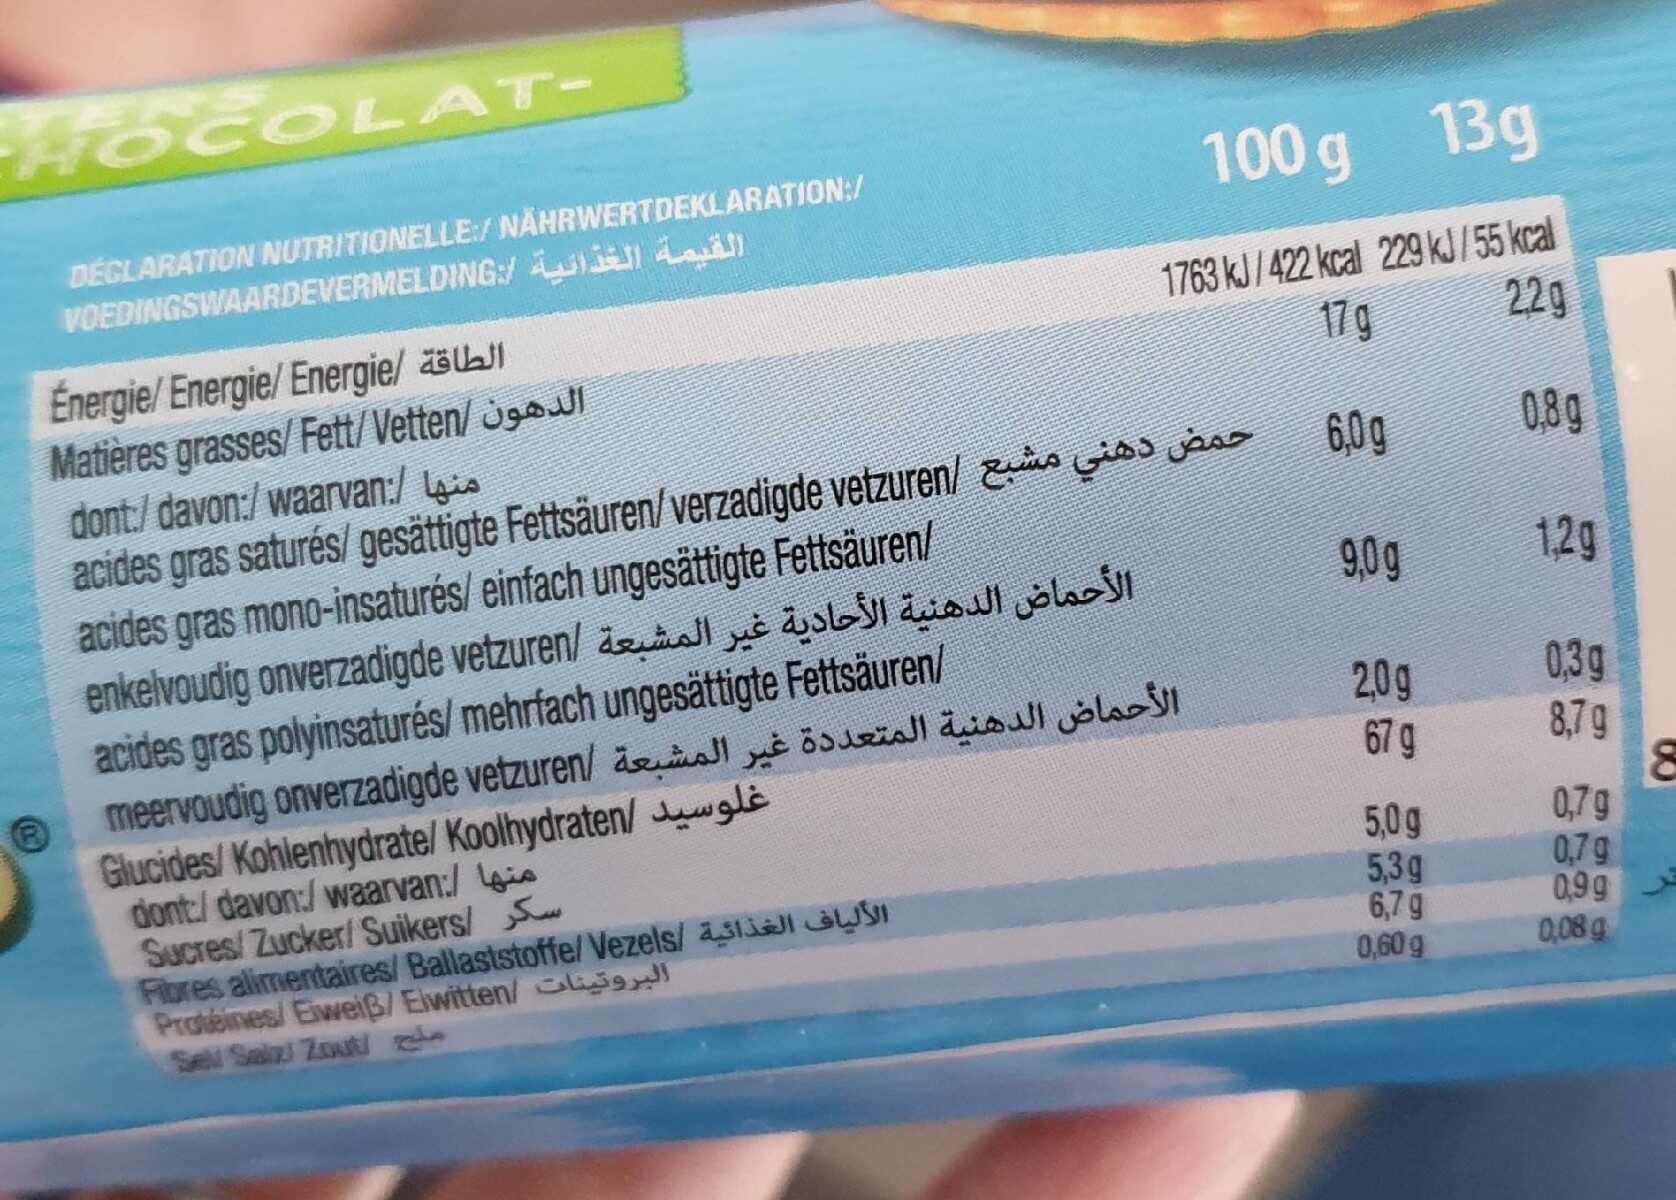 HOCOLAT-
100 g 13g
DÉCLARATION NUTRITIONELLE:/ NÄHRWERTDEKLARATION:/
VOEDINGSWAARDEVERMELDING:/ القيمة الغذائية
Énergie/ Energie/ Energie/ الطاقة 1763 kJ / 422 kcal 229 kJ / 55 kcal
Matières grasses/ Fett/ Vetten/ الدهون 17 g 2,2 g
dont:/ davon:/ waarvan:/ منها
acides gras saturés/ gesättigte Fettsäuren/ verzadigde vetzuren/ حمض دهني مشبع 6,0 g 0,8 g
acides gras mono-insaturés/ einfach ungesättigte Fettsäuren/
enkelvoudig onverzadigde vetzuren/ الأحماض الدهنية الأحادية غير المشبعة 9,0 g 1,2 g
acides gras polyinsaturés/ mehrfach ungesättigte Fettsäuren/
meervoudig onverzadigde vetzuren/ الأحماض الدهنية المتعددة غير المشبعة 2,0 g 0,3 g
Glucides/ Kohlenhydrate/ Koolhydraten/ غلوسيد 67 g 8,7 g
dont:/ davon:/ waarvan:/ منها
Sucres/ Zucker/ Suikers/ سكر 5,0 g 0,7 g
Fibres alimentaires/ Ballaststoffe/ Vezels/ الألياف الغذائية 5,3 g 0,7 g
Protéines/ Eiweiß/ Eiwitten/ البروتينات 6,7 g 0,9 g
Sel/ Salz/ Zout/ ملح 0,60 g 0,08 g
®
8